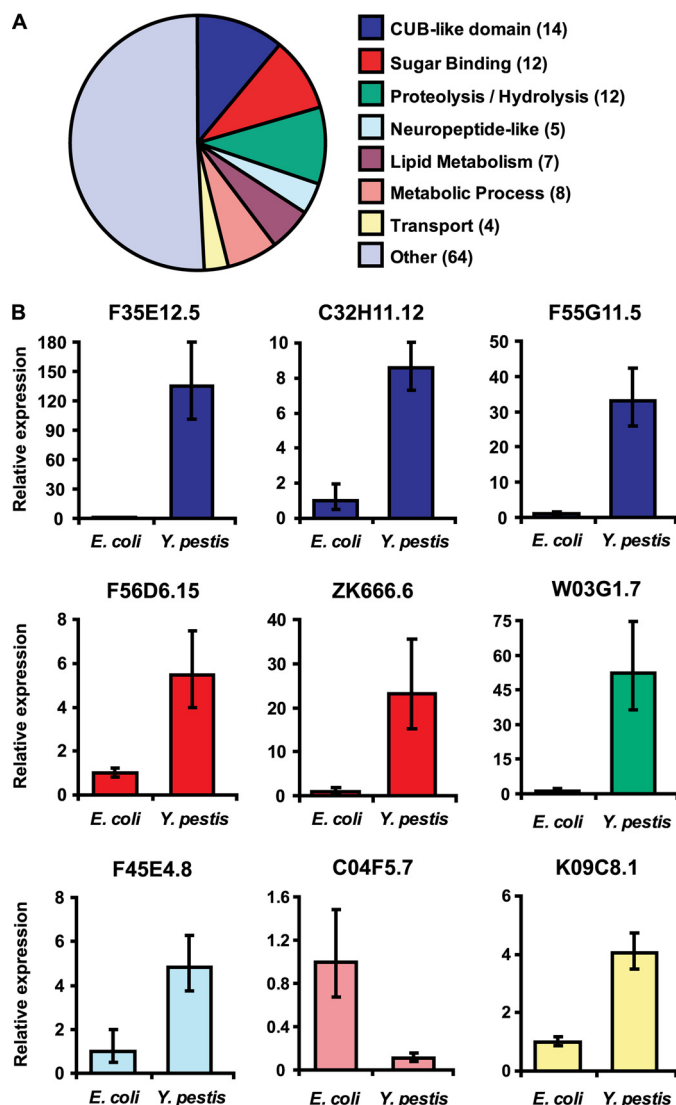 A
CUB-like domain (14)
Sugar Binding (12)
Proteolysis / Hydrolysis (12)
Neuropeptide-like (5)
Lipid Metabolism (7)
Metabolic Process (8)
Transport (4)
Other (64)
B
F35E12.5
Relative expression
180
150
120
90
60
30
0
E. coli Y. pestis
C32H11.12
10
8
6
4
2
0
E. coli Y. pestis
F55G11.5
50
40
30
20
10
0
E. coli Y. pestis
F56D6.15
Relative expression
8
6
4
2
0
E. coli Y. pestis
ZK666.6
40
30
20
10
0
E. coli Y. pestis
W03G1.7
75
60
45
30
15
0
E. coli Y. pestis
F45E4.8
Relative expression
8
6
4
2
0
E. coli Y. pestis
C04F5.7
1.6
1.2
0.8
0.4
0
E. coli Y. pestis
K09C8.1
6
4
2
0
E. coli Y. pestis